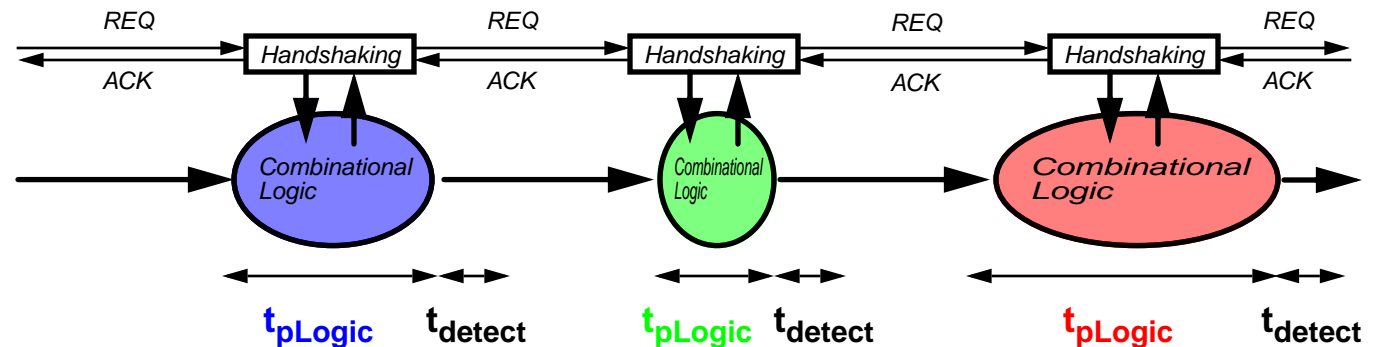 REQ REQ REQ REQ
Handshaking Handshaking Handshaking
ACK ACK ACK ACK
Combinational Logic
Combinational Logic
Combinational Logic
tpLogic tdetect tpLogic tdetect tpLogic tdetect